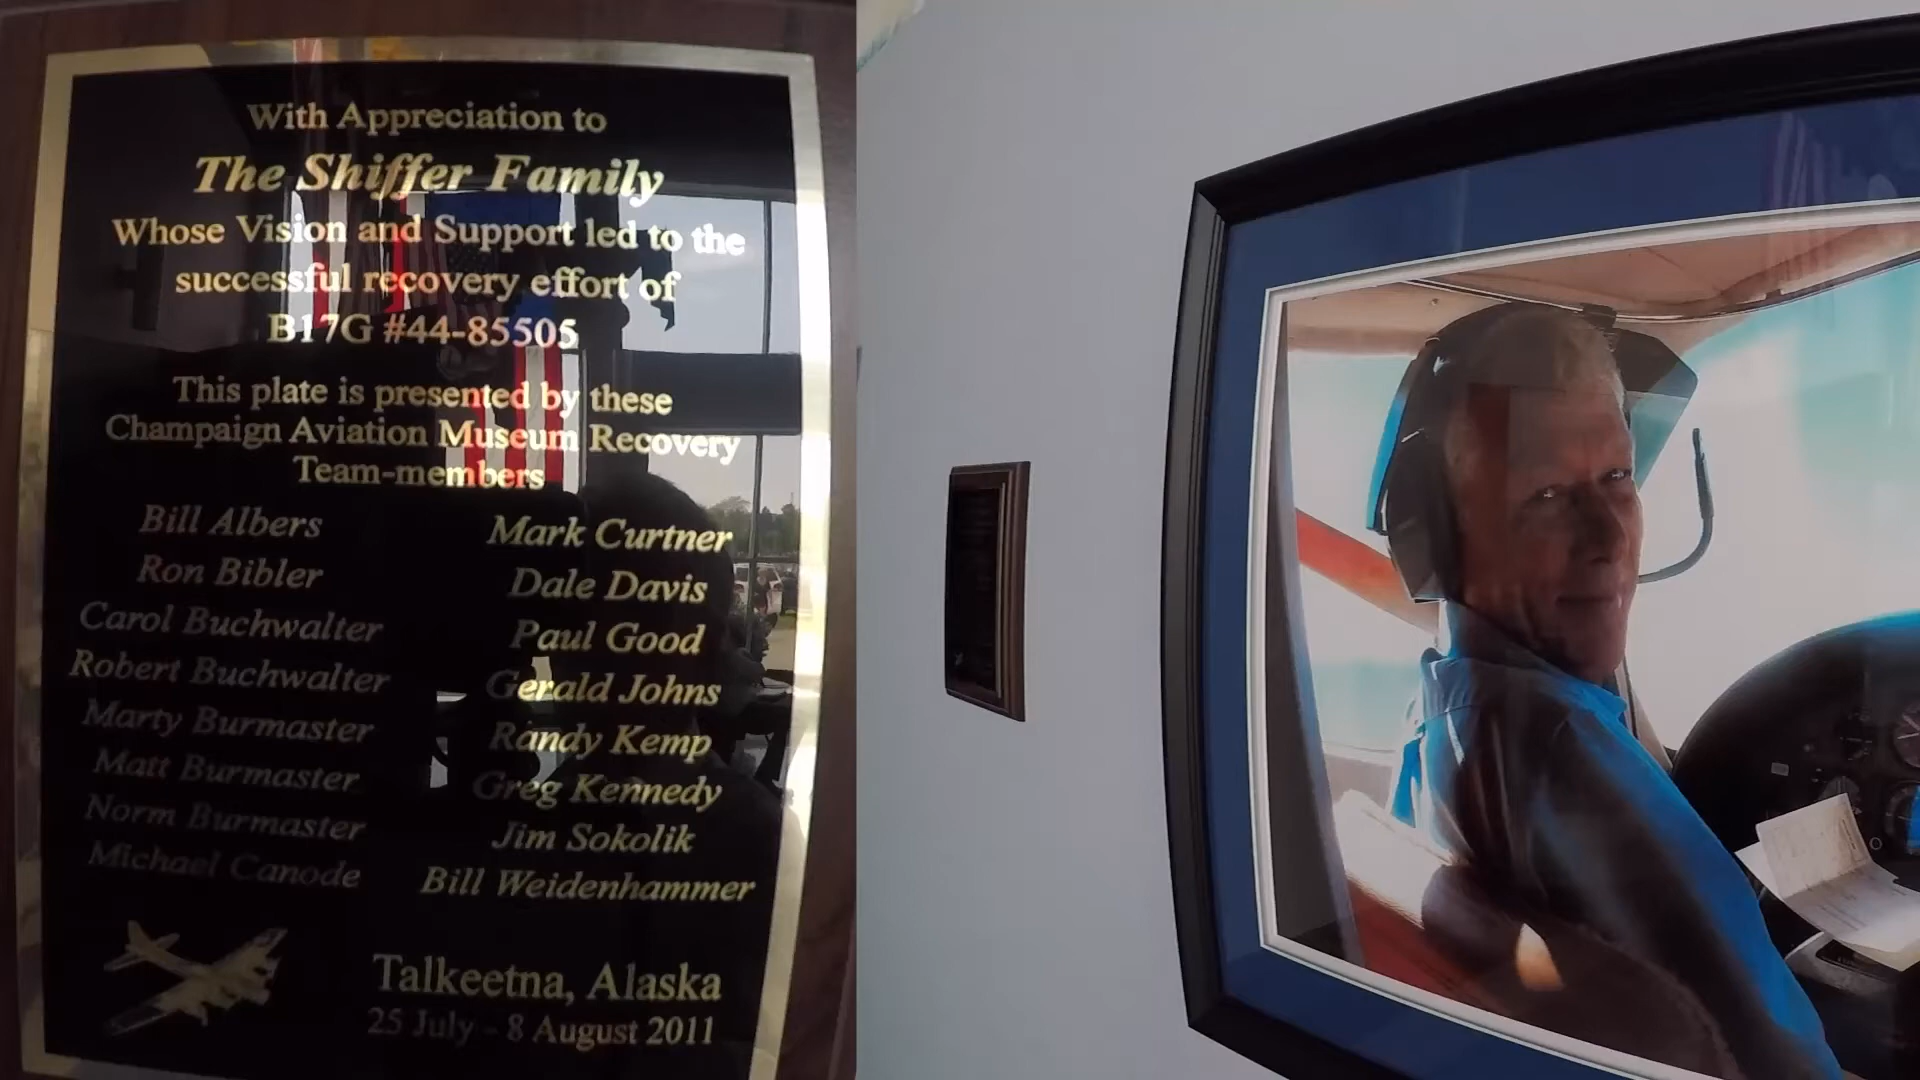 With Appreciation to
The Shiffer Family
Whose Vision and Support led to the
successful recovery effort of
B17G #44-85505
This plate is presented by these
Champaign Aviation Museum Recovery
Team-members
Bill Albers
Ron Bibler
Carol Buchwalter
Robert Buchwalter
Marty Burmaster
Matt Burmaster
Norm Burmaster
Michael Canode
Mark Curtner
Dale Davis
Paul Good
Gerald Johns
Randy Kemp
Greg Kennedy
Jim Sokolik
Bill Weidenhammer
Talkeetna, Alaska
25 July - 8 August 2011